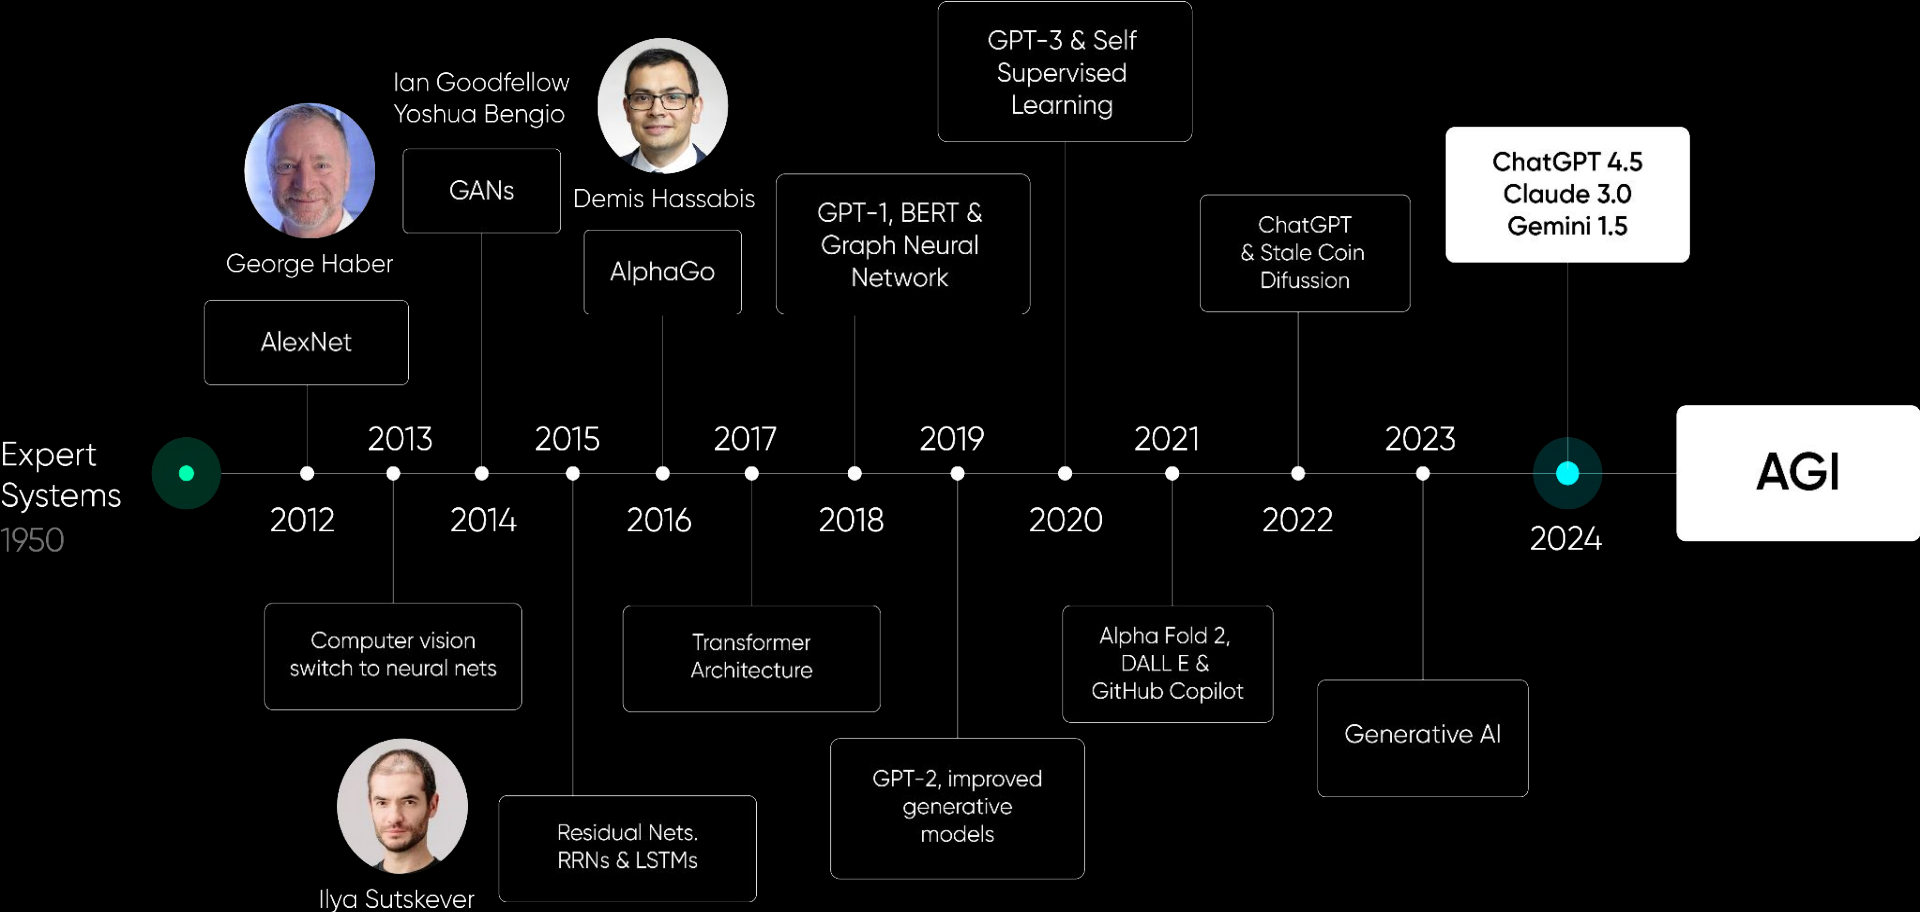 GPT-3 & Self
Supervised
Learning
Ian Goodfellow
Yoshua Bengio
GANs
George Haber
AlexNet
Demis Hassabis
AlphaGo
GPT-1, BERT &
Graph Neural
Network
ChatGPT
& Stale Coin
Difussion
ChatGPT 4.5
Claude 3.0
Gemini 1.5
Expert
Systems
1950
2012
2013
2014
2015
2016
2017
2018
2019
2020
2021
2022
2023
2024
AGI
Computer vision
switch to neural nets
Ilya Sutskever
Residual Nets.
RRNs & LSTMs
Transformer
Architecture
GPT-2, improved
generative
models
Alpha Fold 2,
DALL E &
GitHub Copilot
Generative AI